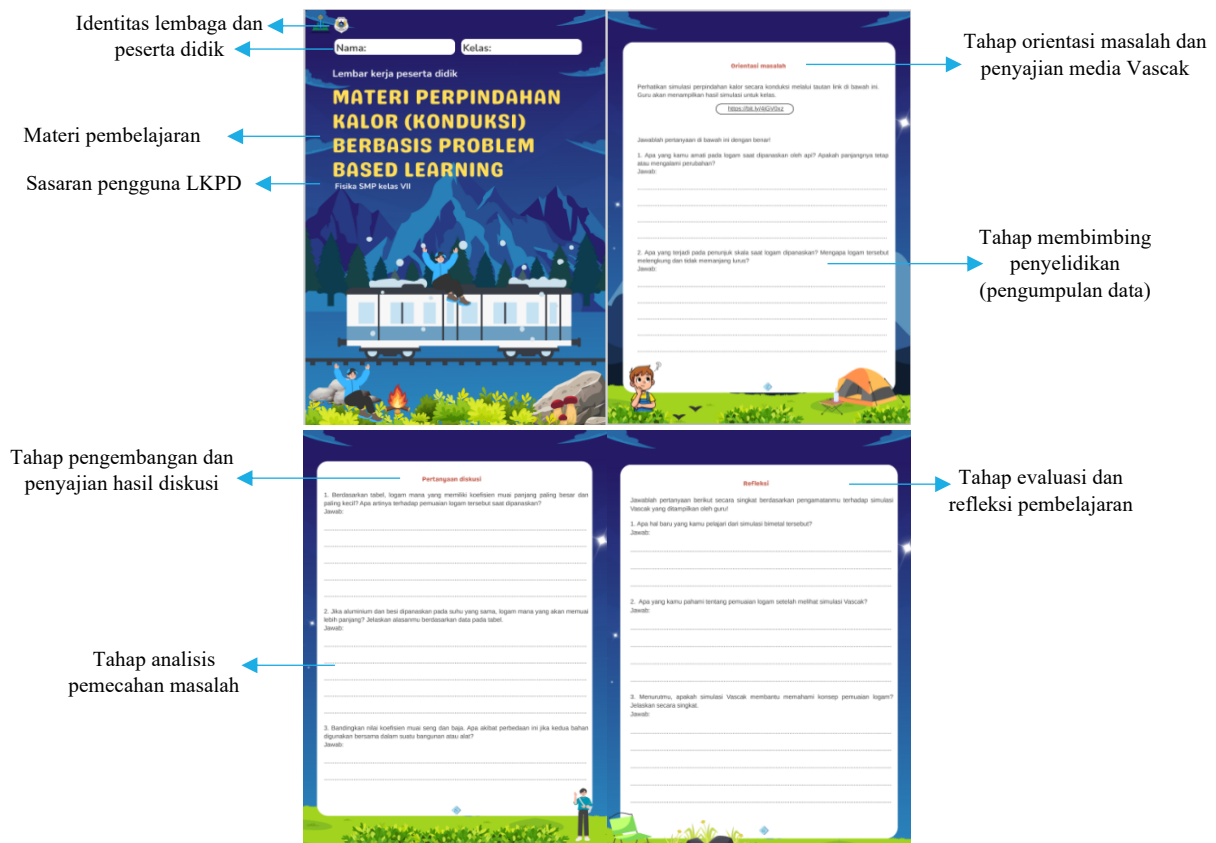 Identitas lembaga dan
peserta didik
Materi pembelajaran
Sasaran pengguna LKPD
Nama:
Kelas:
Lembar kerja peserta didik
MATERI PERPINDAHAN
KALOR (KONDUKSI)
BERBASIS PROBLEM
BASED LEARNING
Fisika SMP kelas VII
Orientasi masalah
Perhatikan simulasi perpindahan kalor secara konduksi melalui tautan link di bawah ini.
Guru akan menampilkan hasil simulasi untuk kelas.
Jawablah pertanyaan di bawah ini dengan benar!
1. Apa yang kamu amati pada logam saat dipanaskan oleh api? Apakah panjangnya tetap
atau mengalami perubahan?
Jawab:
2. Apa yang terjadi pada penunjuk skala saat logam dipanaskan? Mengapa logam tersebut
melengkung dan tidak memanjang lurus?
Jawab:
Tahap orientasi masalah dan
penyajian media Vascak
Tahap membimbing
penyelidikan
(pengumpulan data)
Tahap pengembangan dan
penyajian hasil diskusi
Tahap analisis
pemecahan masalah
Pertanyaan diskusi
1. Berdasarkan tabel, logam mana yang memiliki koefisien muai panjang paling besar dan
paling kecil? Apa artinya terhadap pemuaian logam tersebut saat dipanaskan?
Jawab:
2. Jika aluminium dan besi dipanaskan pada suhu yang sama, logam mana yang akan memuai
lebih panjang? Jelaskan alasanmu berdasarkan data pada tabel.
Jawab:
3. Bandingkan nilai koefisien muai seng dan baja. Apa akibat perbedaan ini jika kedua bahan
digunakan bersama dalam suatu bangunan atau alat?
Jawab:
Refleksi
Jawablah pertanyaan berikut secara singkat berdasarkan pengamatanmu terhadap simulasi
Vascak yang ditampilkan oleh guru!
1. Apa hal baru yang kamu pelajari dari simulasi bimetal tersebut?
Jawab:
2. Apa yang kamu pahami tentang pemuaian logam setelah melihat simulasi Vascak?
Jawab:
3. Menurutmu, apakah simulasi Vascak membantu memahami konsep pemuaian logam?
Jelaskan secara singkat.
Jawab:
Tahap evaluasi dan
refleksi pembelajaran